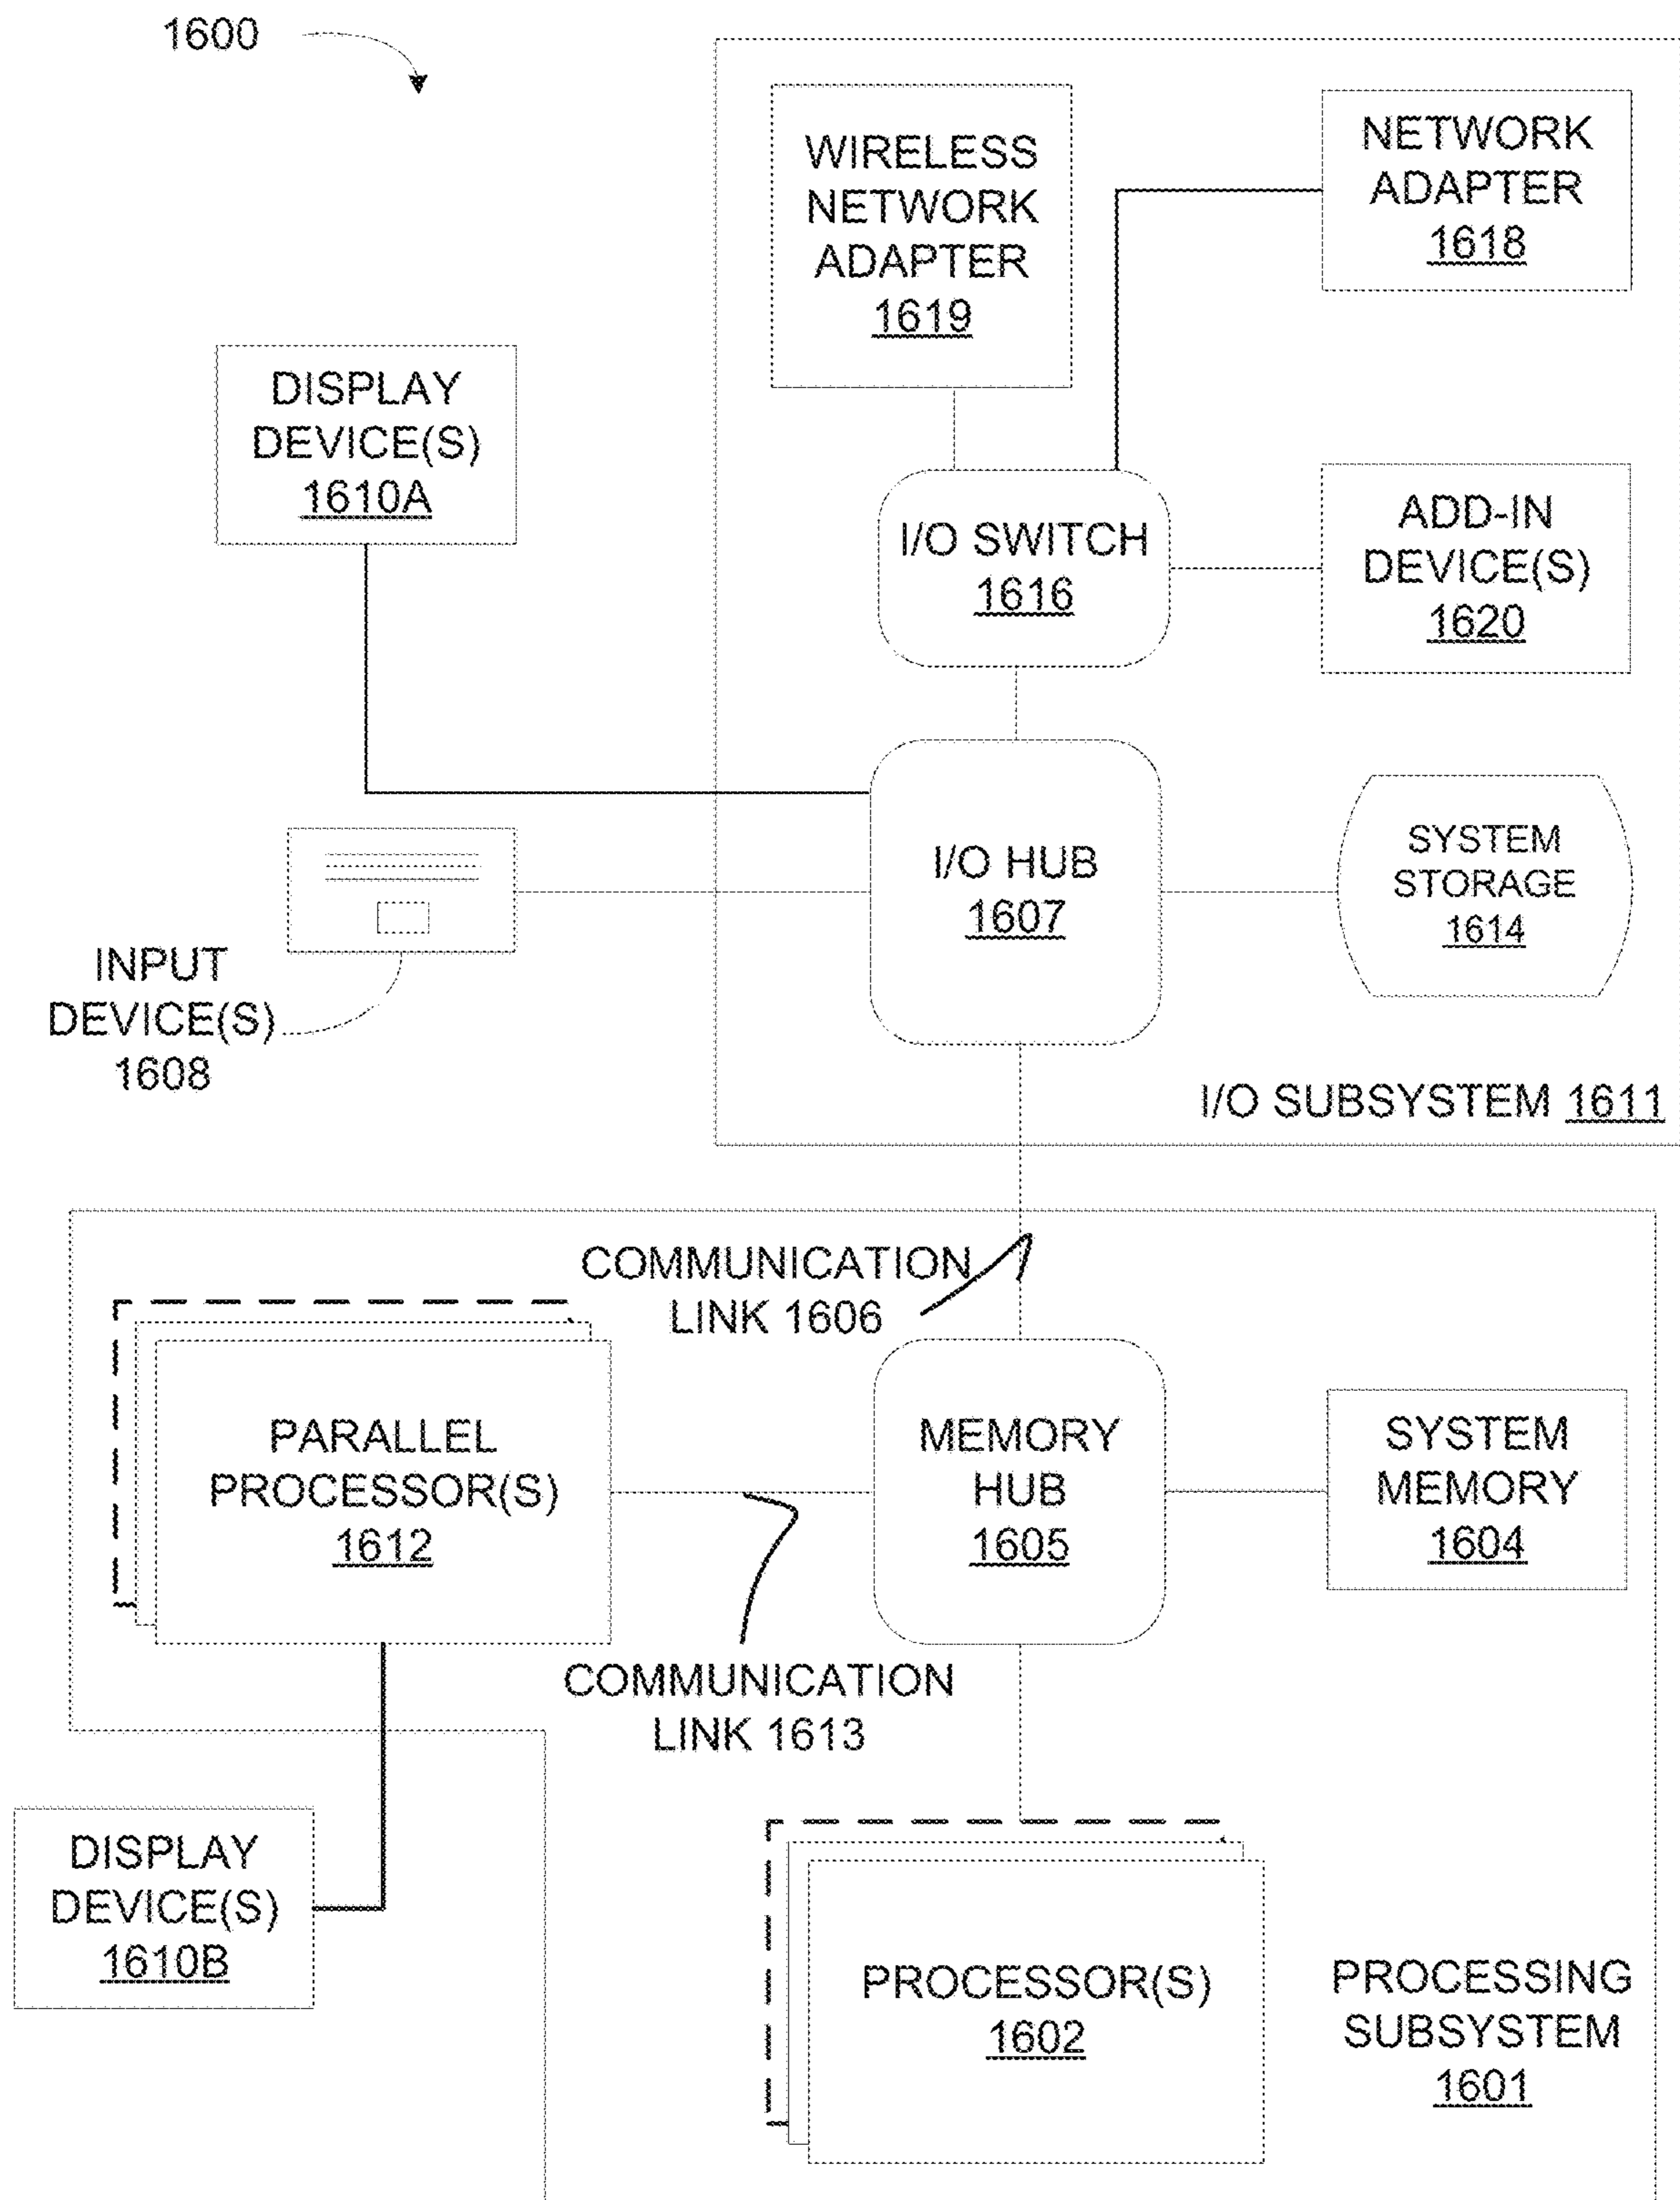 1600
WIRELESS
NETWORK
ADAPTER
1619
NETWORK
ADAPTER
1618
DISPLAY
DEVICE(S)
1610A
I/O SWITCH
1616
ADD-IN
DEVICE(S)
1620
I/O HUB
1607
SYSTEM
STORAGE
1614
INPUT
DEVICE(S)
1608
I/O SUBSYSTEM 1611
COMMUNICATION
LINK 1606
PARALLEL
PROCESSOR(S)
1612
MEMORY
HUB
1605
SYSTEM
MEMORY
1604
COMMUNICATION
LINK 1613
DISPLAY
DEVICE(S)
1610B
PROCESSOR(S)
1602
PROCESSING
SUBSYSTEM
1601